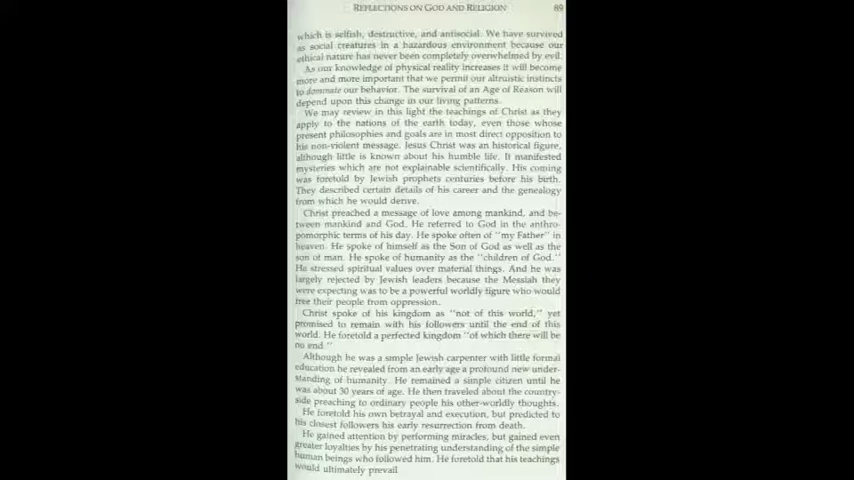 REFLECTIONS ON GOD AND RELIGION 89
which is selfish, destructive, and antisocial. We have survived
as social creatures in a hazardous environment because our
ethical nature has never been completely overwhelmed by evil.
As our knowledge of physical reality increases it will become
more and more important that we permit our altruistic instincts
to dominate our behavior. The survival of an Age of Reason will
depend upon this change in our living patterns.
We may review in this light the teachings of Christ as they
apply to the nations of the earth today, even those whose
present philosophies and goals are in most direct opposition to
his non-violent message. Jesus Christ was an historical figure,
although little is known about his humble life. It manifested
mysteries which are not explainable scientifically. His coming
was foretold by Jewish prophets centuries before his birth.
They described certain details of his career and the genealogy
from which he would derive.
Christ preached a message of love among mankind, and be-
tween mankind and God. He referred to God in the anthro-
pomorphic terms of his day. He spoke often of "my Father" in
heaven. He spoke of himself as the Son of God as well as the
son of man. He spoke of humanity as the "children of God."
He stressed spiritual values over material things. And he was
largely rejected by Jewish leaders because the Messiah they
were expecting was to be a powerful worldly figure who would
free their people from oppression.
Christ spoke of his kingdom as "not of this world," yet
promised to remain with his followers until the end of this
world. He foretold a perfected kingdom "of which there will be
no end."
Although he was a simple Jewish carpenter with little formal
education he revealed from an early age a profound new under-
standing of humanity. He remained a simple citizen until he
was about 30 years of age. He then traveled about the country-
side preaching to ordinary people his other-worldly thoughts.
He foretold his own betrayal and execution, but predicted to
his closest followers his early resurrection from death.
He gained attention by performing miracles, but gained even
greater loyalties by his penetrating understanding of the simple
human beings who followed him. He foretold that his teachings
would ultimately prevail